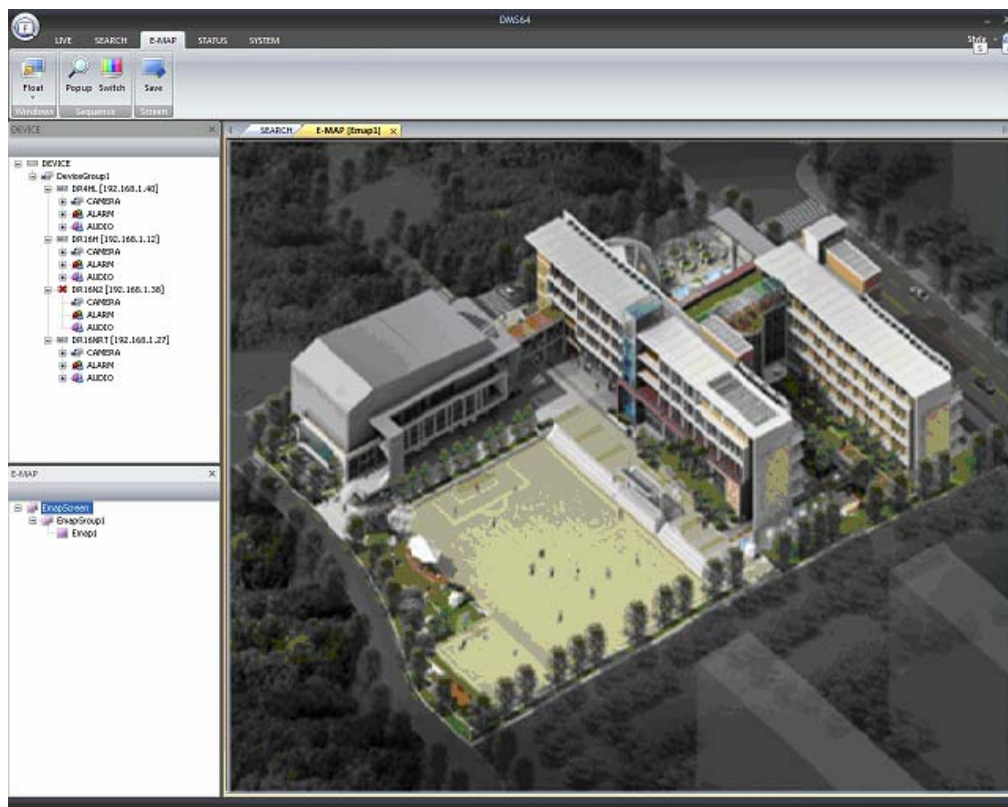 DMS64
F
LIVE SEARCH E-MAP STATUS SYSTEM
Style
S
Float Popup Switch Save
Windows Sequence Screen
DEVICE
SEARCH E-MAP [Emap1]
DEVICE
DeviceGroup1
DR4HL [192.168.1.40]
CAMERA
ALARM
AUDIO
DR16H [192.168.1.12]
CAMERA
ALARM
AUDIO
DR16N2 [192.168.1.38]
CAMERA
ALARM
AUDIO
DR16NRT [192.168.1.27]
CAMERA
ALARM
AUDIO
E-MAP
EmapScreen
EmapGroup1
Emap1